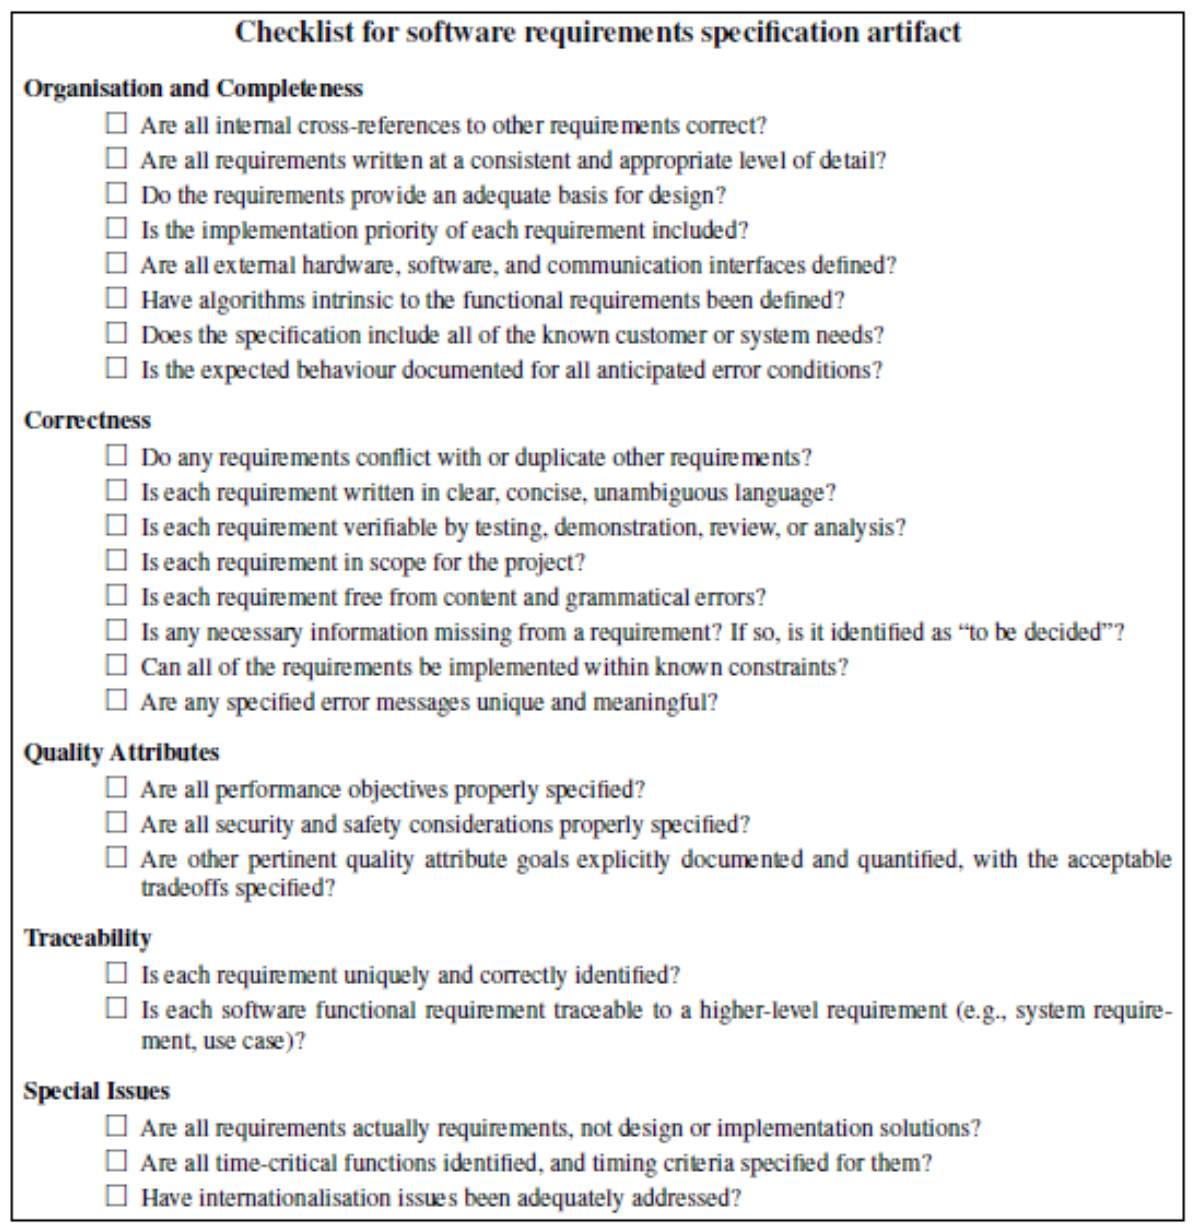 Checklist for software requirements specification artifact
Organisation and Completeness
☐ Are all internal cross-references to other requirements correct?
☐ Are all requirements written at a consistent and appropriate level of detail?
☐ Do the requirements provide an adequate basis for design?
☐ Is the implementation priority of each requirement included?
☐ Are all external hardware, software, and communication interfaces defined?
☐ Have algorithms intrinsic to the functional requirements been defined?
☐ Does the specification include all of the known customer or system needs?
☐ Is the expected behaviour documented for all anticipated error conditions?
Correctness
☐ Do any requirements conflict with or duplicate other requirements?
☐ Is each requirement written in clear, concise, unambiguous language?
☐ Is each requirement verifiable by testing, demonstration, review, or analysis?
☐ Is each requirement in scope for the project?
☐ Is each requirement free from content and grammatical errors?
☐ Is any necessary information missing from a requirement? If so, is it identified as “to be decided”?
☐ Can all of the requirements be implemented within known constraints?
☐ Are any specified error messages unique and meaningful?
Quality Attributes
☐ Are all performance objectives properly specified?
☐ Are all security and safety considerations properly specified?
☐ Are other pertinent quality attribute goals explicitly documented and quantified, with the acceptable
tradeoffs specified?
Traceability
☐ Is each requirement uniquely and correctly identified?
☐ Is each software functional requirement traceable to a higher-level requirement (e.g., system require-
ment, use case)?
Special Issues
☐ Are all requirements actually requirements, not design or implementation solutions?
☐ Are all time-critical functions identified, and timing criteria specified for them?
☐ Have internationalisation issues been adequately addressed?